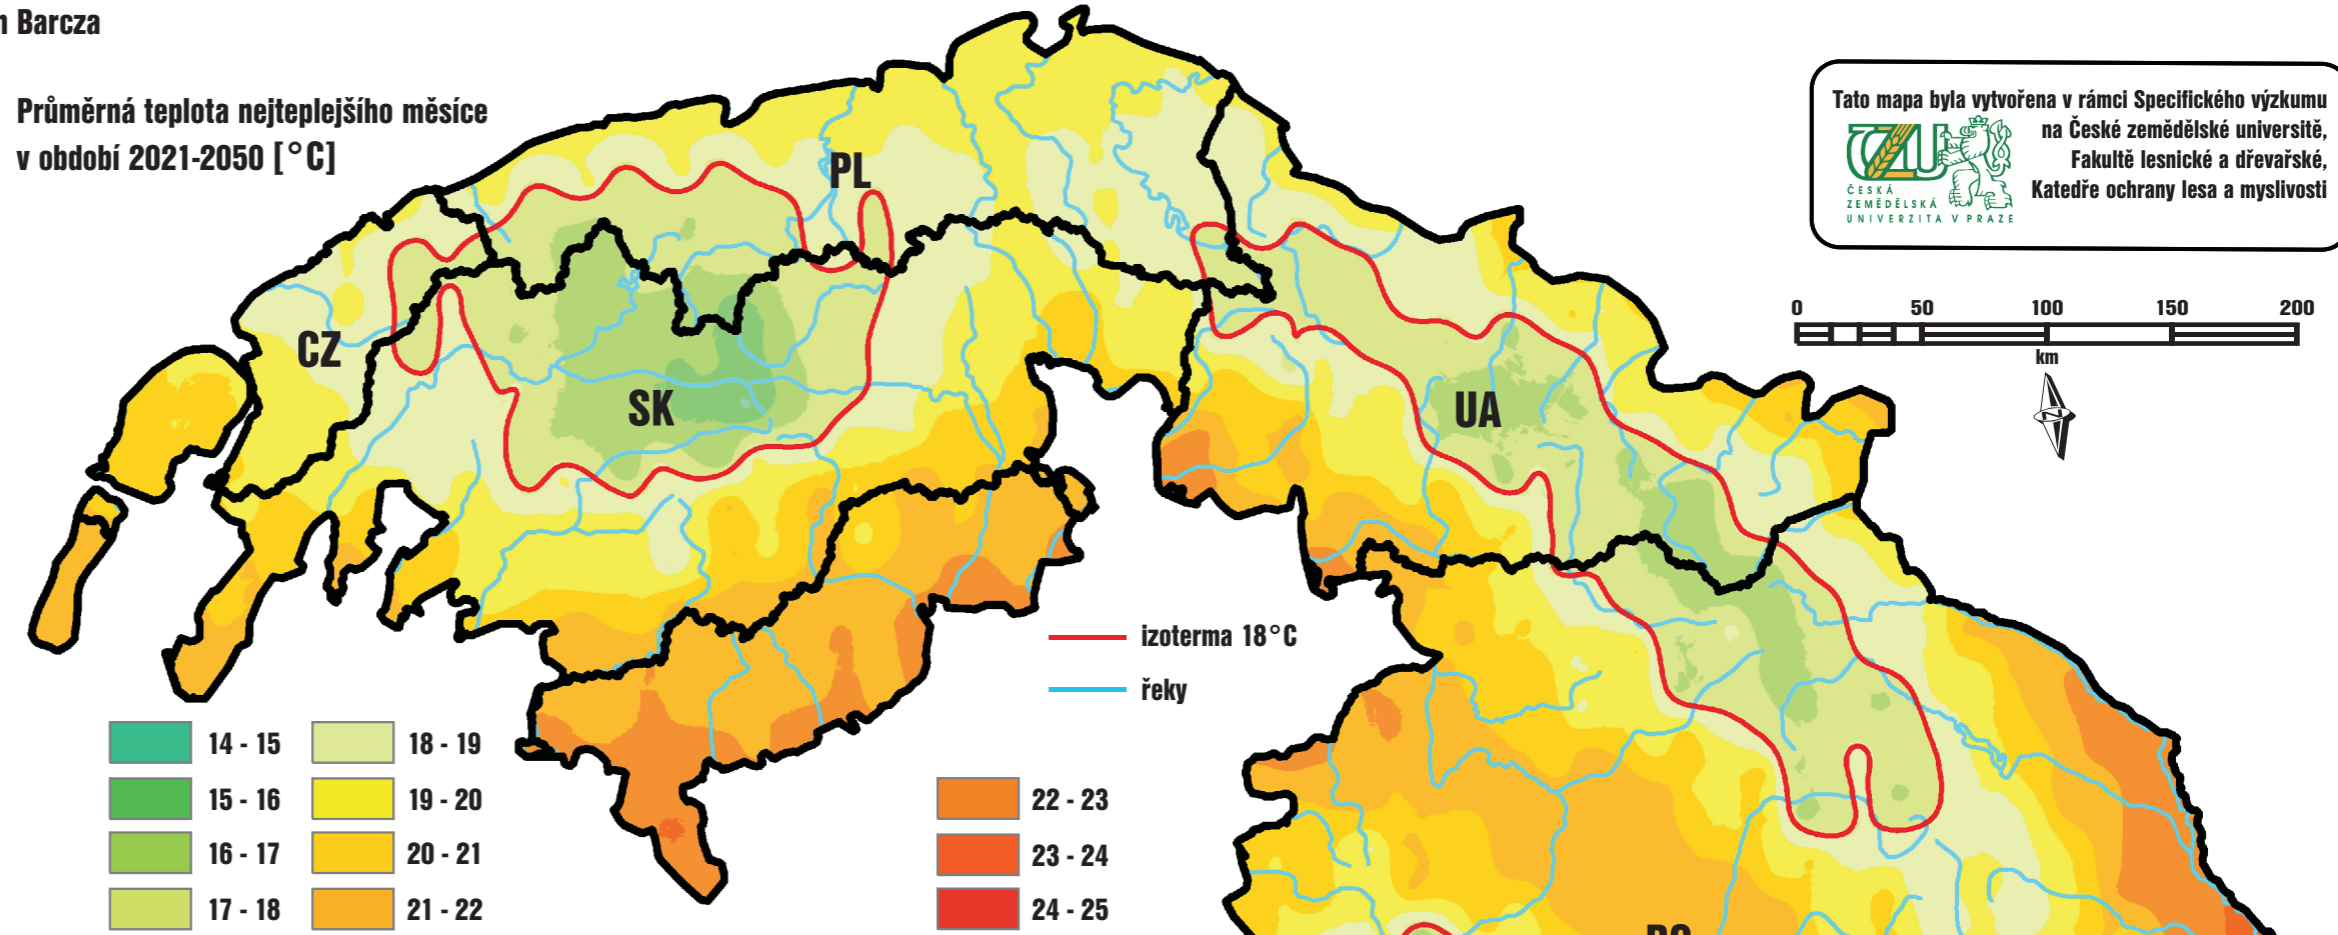 Barcza
Průměrná teplota nejteplejšího měsíce
v období 2021-2050 [°C]
Tato mapa byla vytvořena v rámci Specifického výzkumu
na České zemědělské universitě,
Fakultě lesnické a dřevařské,
Katedře ochrany lesa a myslivosti
ČZU
ČESKÁ
ZEMĚDĚLSKÁ
UNIVERZITA V PRAZE
0 50 100 150 200
km
N
PL
CZ
SK
UA
izoterma 18°C
řeky
14 - 15
15 - 16
16 - 17
17 - 18
18 - 19
19 - 20
20 - 21
21 - 22
22 - 23
23 - 24
24 - 25